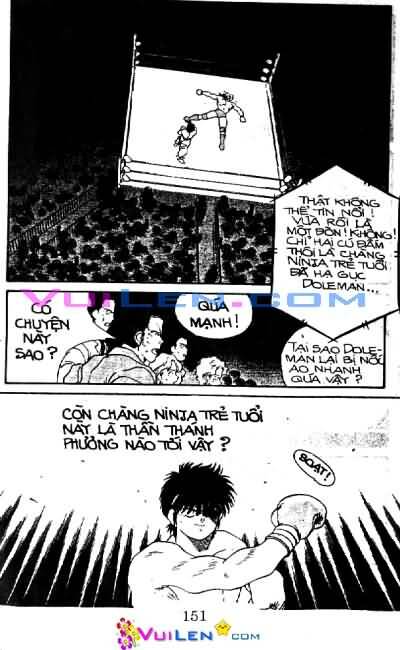 THẬT KHÔNG
THỂ TIN NỔI!
VỪA RỒI LÀ
MỘT ĐÒN! KHÔNG!
CHỈ HAI CÚ ĐẤM
THÔI LÀ CHÀNG
NINJA TRẺ TUỔI
ĐÃ HẠ GỤC
DOLEMAN...
VUILEN.COM
CÓ
CHUYỆN
NÀY
SAO?
QUÁ
MẠNH!
TẠI SAO DOLE-
MAN LẠI BỊ NỐC
AO NHANH
QUÁ VẬY?
CÒN CHÀNG NINJA TRẺ TUỔI
NÀY LÀ THẦN THÁNH
PHƯƠNG NÀO TỚI VẬY?
SOẠT!
151
VUILEN
.COM